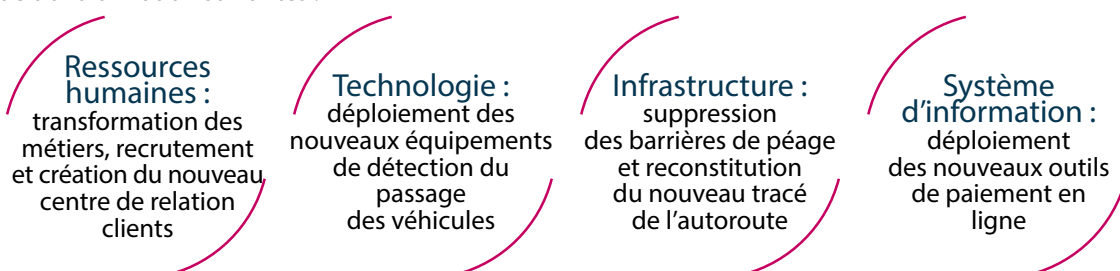 Ressources
humaines :
transformation des
métiers, recrutement
et création du nouveau
centre de relation
clients
Technologie :
déploiement des
nouveaux équipements
de détection du
passage
des véhicules
Infrastructure :
suppression
des barrières de péage
et reconstitution
du nouveau tracé
de l’autoroute
Système
d’information :
déploiement
des nouveaux outils
de paiement en
ligne